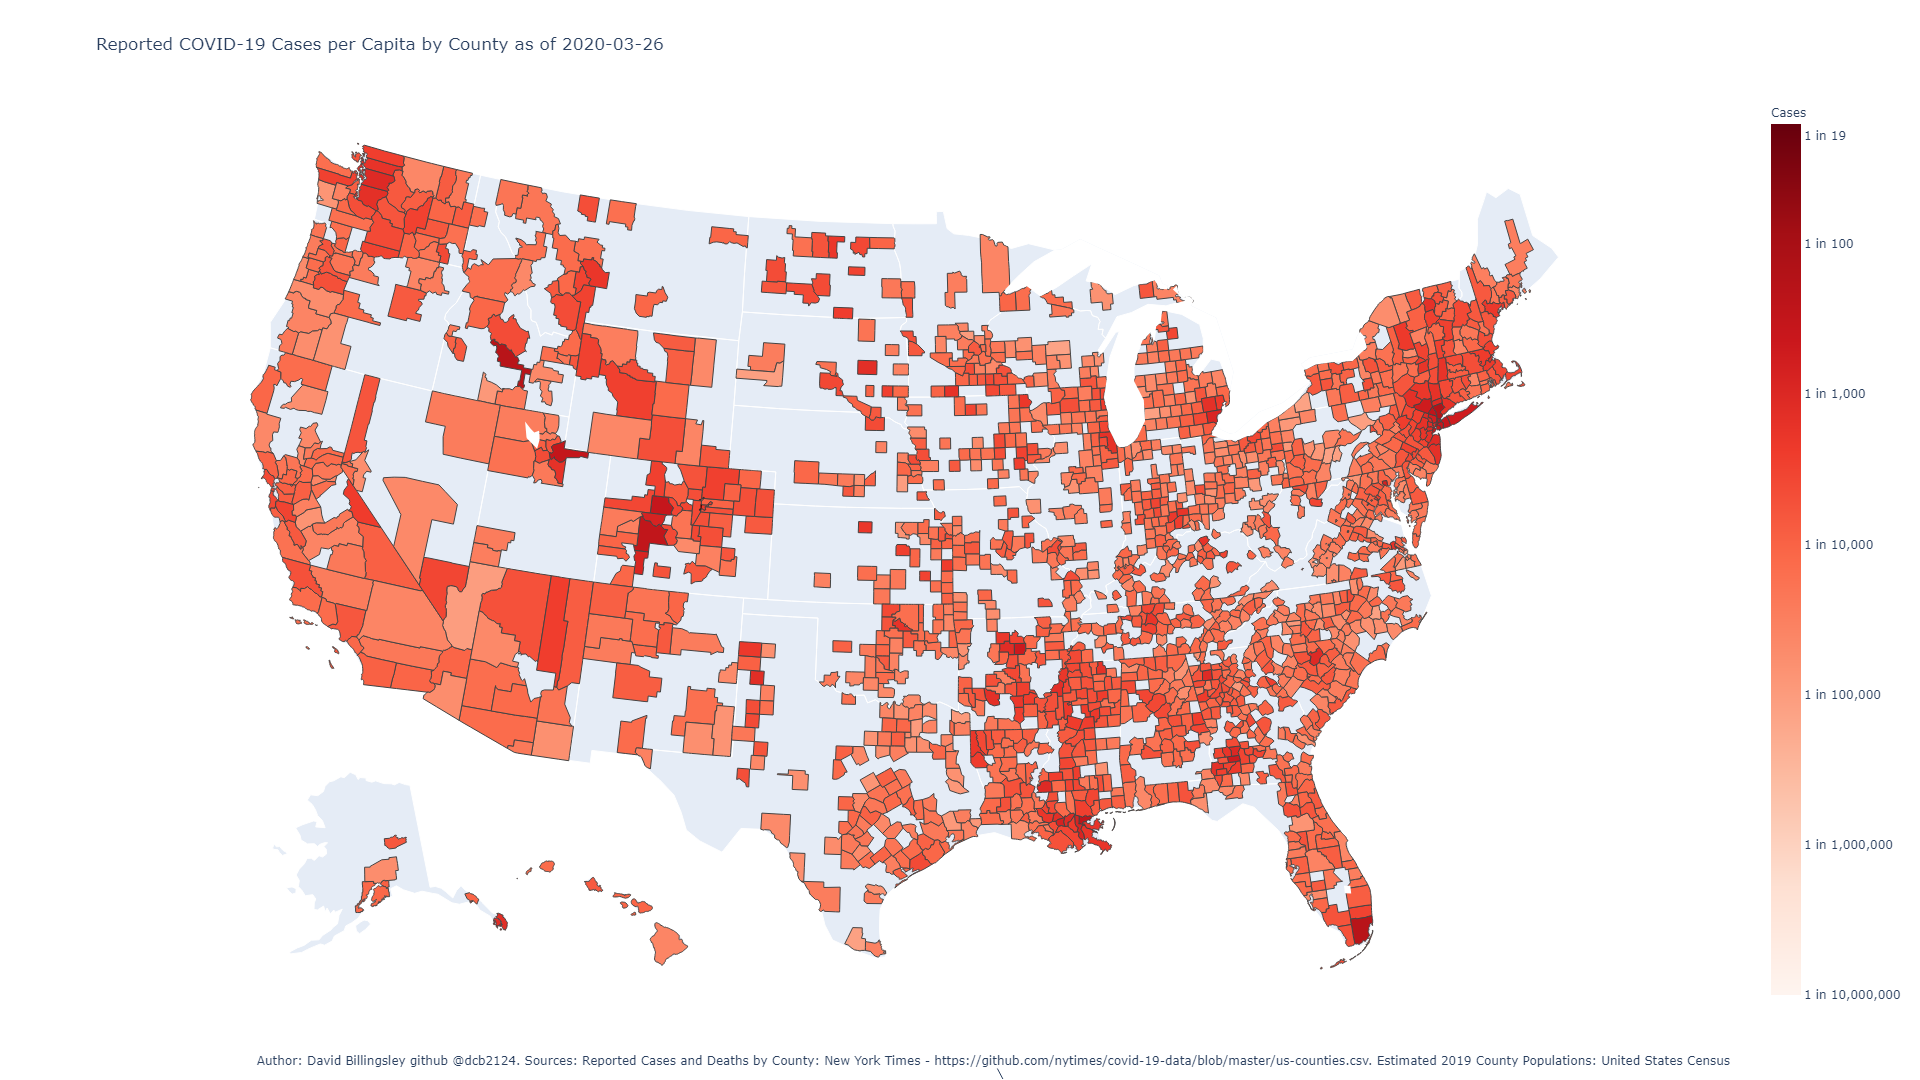 Reported COVID-19 Cases per Capita by County as of 2020-03-26
Cases
1 in 19
1 in 100
1 in 1,000
1 in 10,000
1 in 100,000
1 in 1,000,000
1 in 10,000,000
Author: David Billingsley github @dcb2124. Sources: Reported Cases and Deaths by County: New York Times - https://github.com/nytimes/covid-19-data/blob/master/us-counties.csv. Estimated 2019 County Populations: United States Census